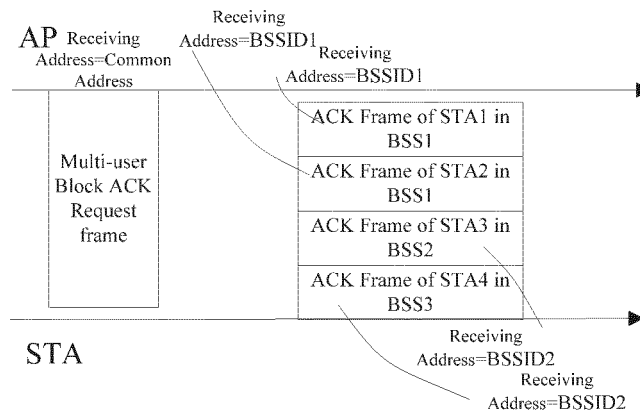 AP
Receiving
Address=Common
Address
Receiving
Address=BSSID1
Receiving
Address=BSSID1
Multi-user
Block ACK
Request
frame
ACK Frame of STA1 in
BSS1
ACK Frame of STA2 in
BSS1
ACK Frame of STA3 in
BSS2
ACK Frame of STA4 in
BSS3
STA
Receiving
Address=BSSID2
Receiving
Address=BSSID2